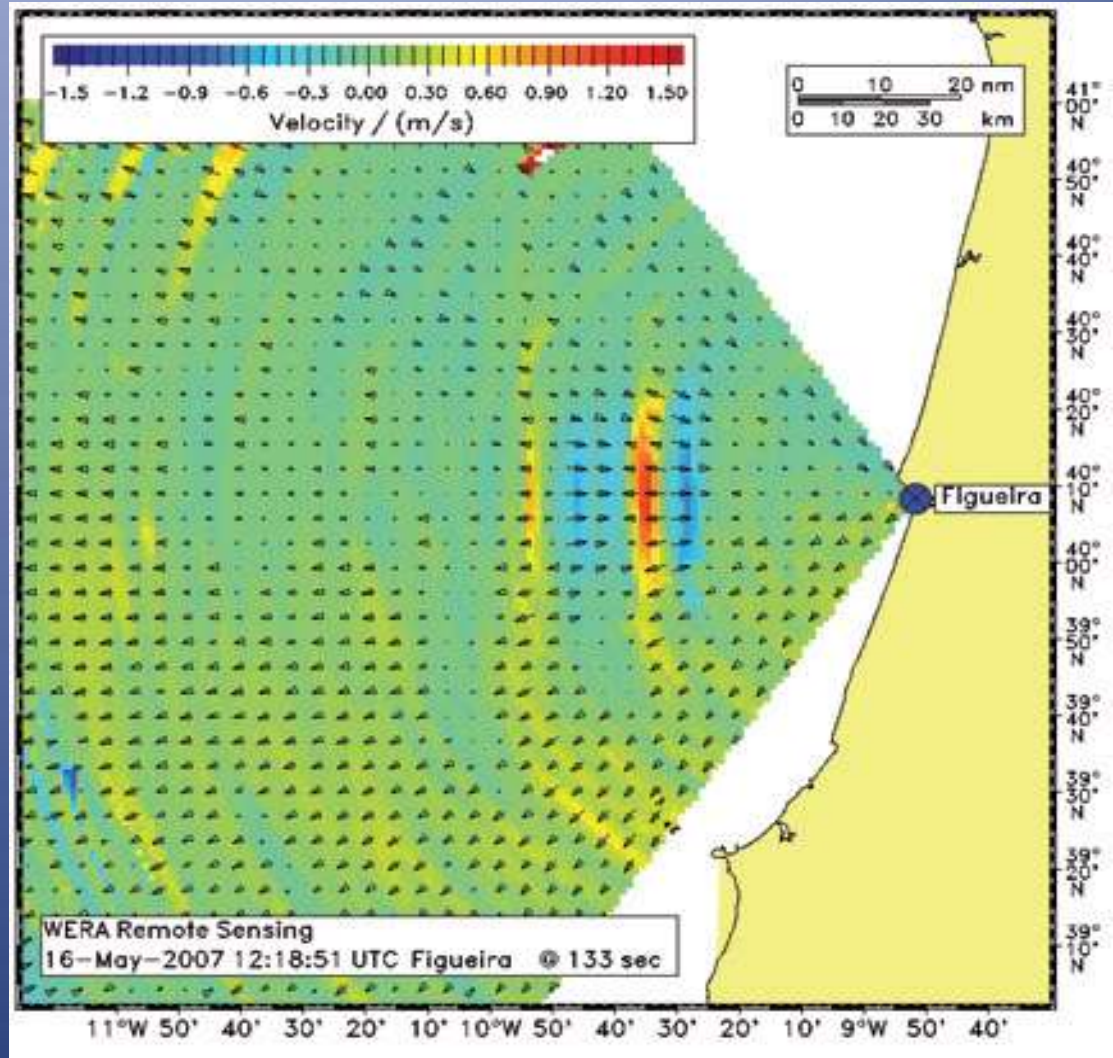 -1.5 -1.2 -0.9 -0.6 -0.3 0.00 0.30 0.60 0.90 1.20 1.50
Velocity / (m/s)
0 10 20 nm
0 10 20 30 km
41° 00' N
40° 50' N
40° 40' N
40° 30' N
40° 20' N
40° 10' N
Figueira
40° 00' N
39° 50' N
39° 40' N
39° 30' N
39° 20' N
39° 10' N
WERA Remote Sensing
16-May-2007 12:18:51 UTC Figueira @ 133 sec
11°W 50' 40' 30' 20' 10' 10°W 50' 40' 30' 20' 10' 9°W 50' 40'